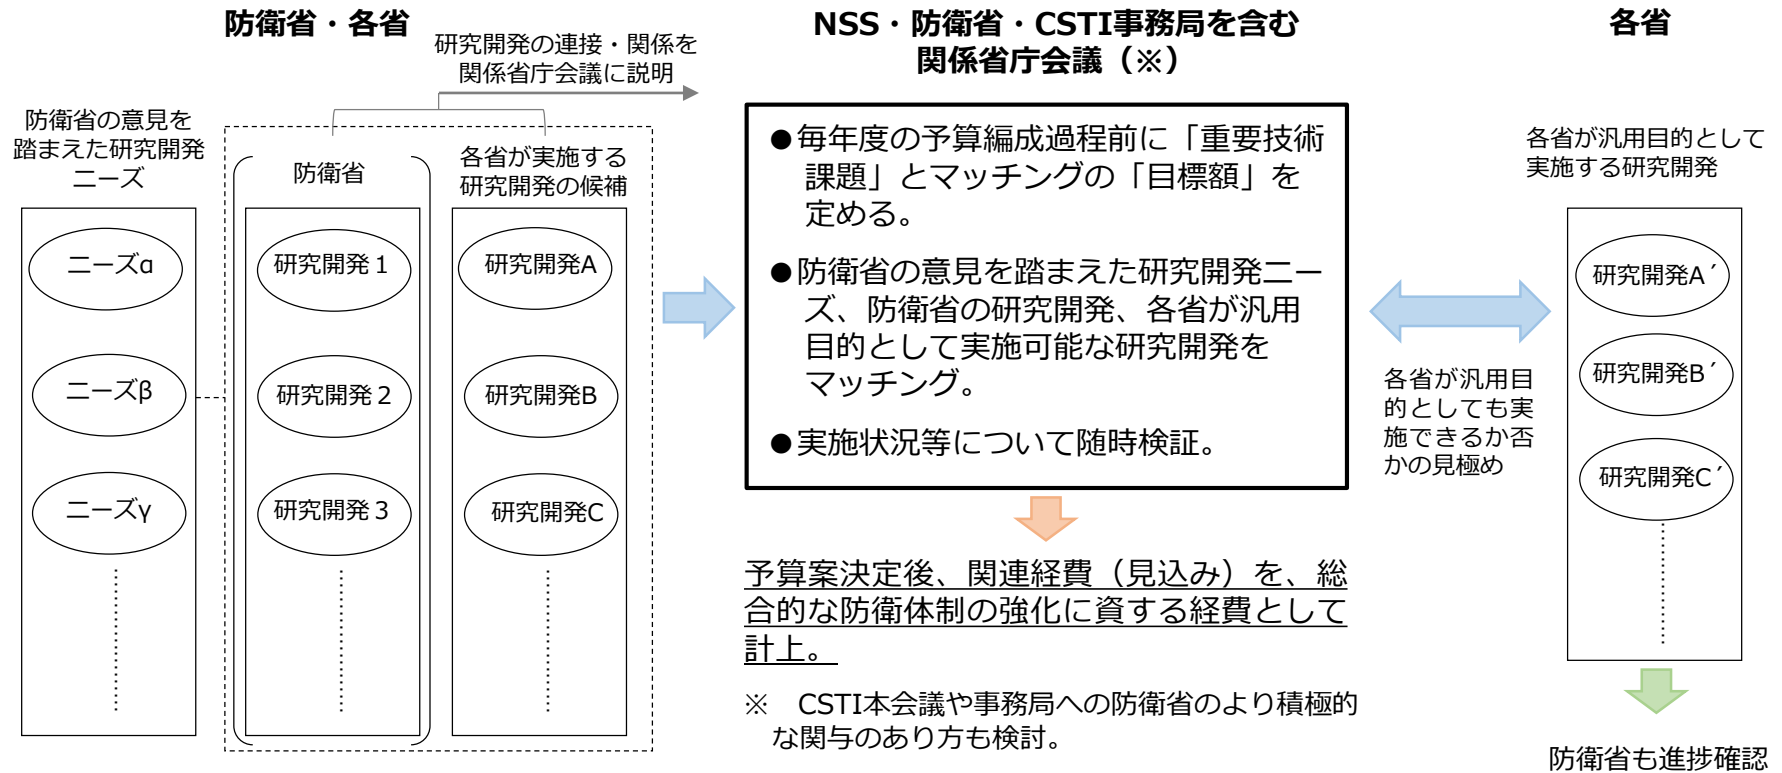 防衛省・各省
研究開発の連接・関係を
関係省庁会議に説明
防衛省の意見を
踏まえた研究開発
ニーズ
ニーズα
ニーズβ
ニーズγ
防衛省
研究開発１
研究開発２
研究開発３
各省が実施する
研究開発の候補
研究開発A
研究開発B
研究開発C
NSS・防衛省・CSTI事務局を含む
関係省庁会議（※）
●毎年度の予算編成過程前に「重要技術
課題」とマッチングの「目標額」を
定める。
●防衛省の意見を踏まえた研究開発ニー
ズ、防衛省の研究開発、各省が汎用
目的として実施可能な研究開発を
マッチング。
●実施状況等について随時検証。
予算案決定後、関連経費（見込み）を、総
合的な防衛体制の強化に資する経費として
計上。
※　CSTI本会議や事務局への防衛省のより積極的
な関与のあり方も検討。
各省が汎用目
的としても実
施できるか否
かの見極め
各省
各省が汎用目的として
実施する研究開発
研究開発A´
研究開発B´
研究開発C´
防衛省も進捗確認